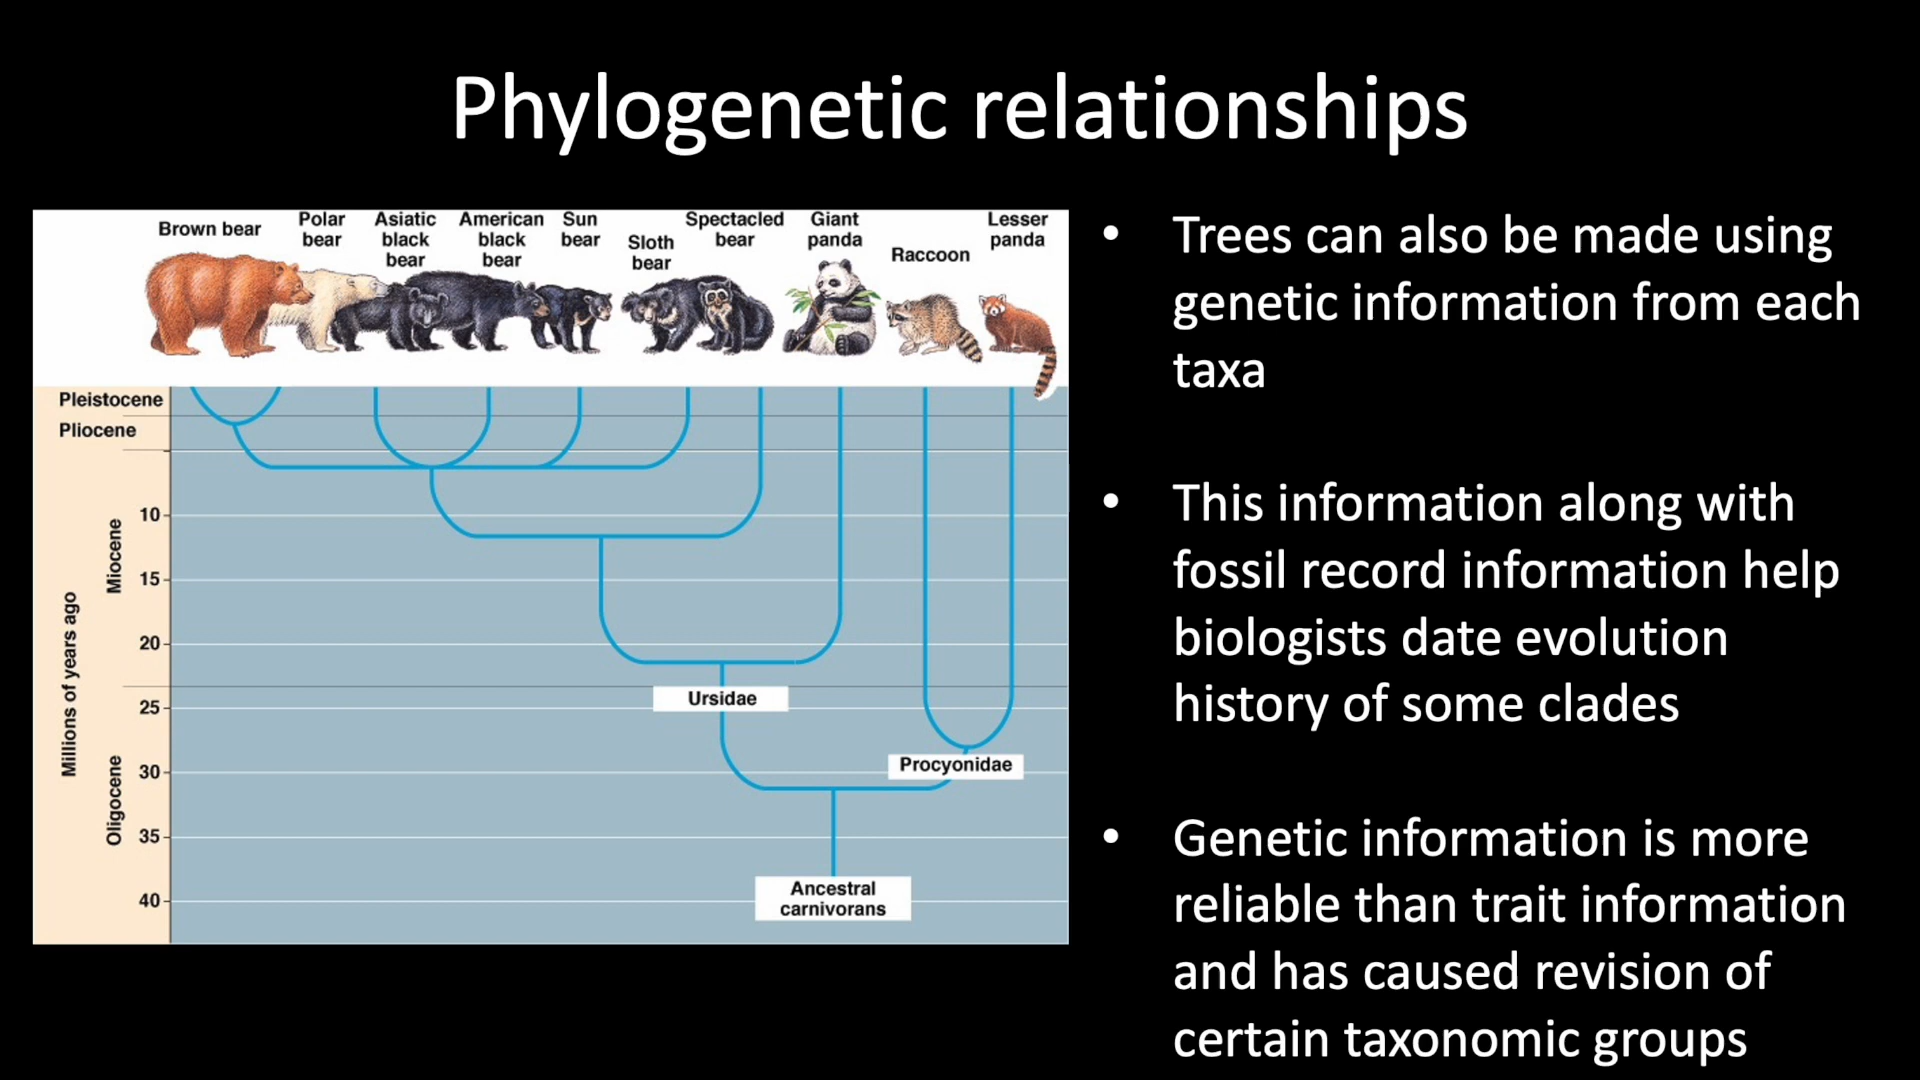 Phylogenetic relationships
Brown bear
Polar
bear
Asiatic
black
bear
American
black
bear
Sun
bear
Sloth
bear
Spectacled
bear
Giant
panda
Raccoon
Lesser
panda
Pleistocene
Pliocene
Miocene
Oligocene
Millions of years ago
10
15
20
25
30
35
40
Ursidae
Procyonidae
Ancestral
carnivorans
• Trees can also be made using
genetic information from each
taxa
• This information along with
fossil record information help
biologists date evolution
history of some clades
• Genetic information is more
reliable than trait information
and has caused revision of
certain taxonomic groups